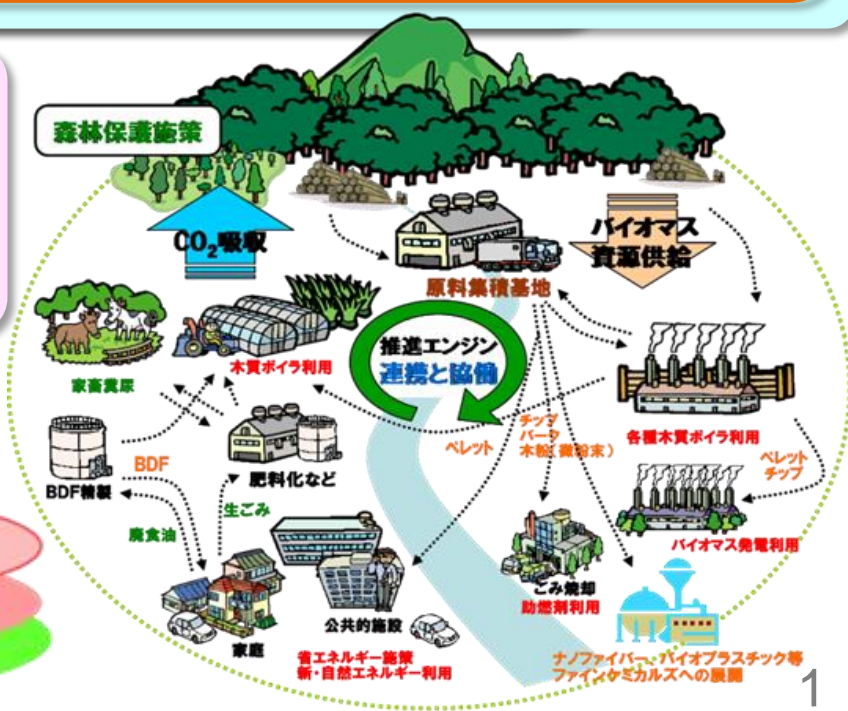 森林保護施策
CO₂吸収
バイオマス
資源供給
原料集積基地
推進エンジン
連携と協働
木質ボイラ利用
家畜糞尿
各種木質ボイラ利用
ペレット
チップ
バーク
木粉（微粉末）
ペレット
チップ
BDF
BDF精製
肥料化など
生ごみ
廃食油
バイオマス発電利用
ごみ焼却
助燃剤利用
公共的施設
家庭
省エネルギー施策
新・自然エネルギー利用
ナノファイバー、バイオプラスチック等
ファインケミカルズへの展開
1